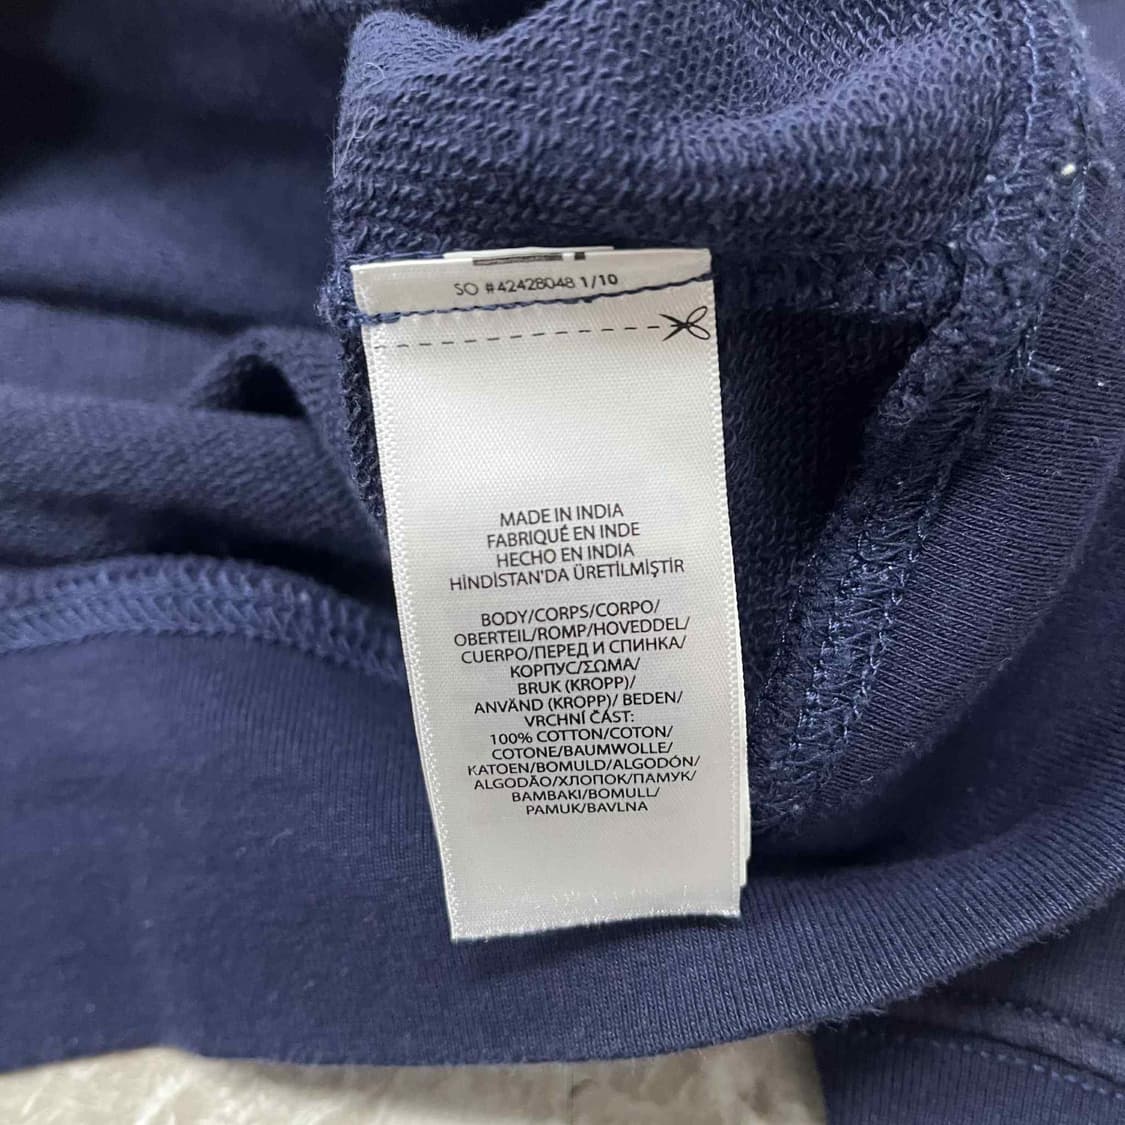 SO #42428048 1/10
MADE IN INDIA
FABRIQUÉ EN INDE
HECHO EN INDIA
HİNDİSTAN'DA ÜRETİLMİŞTİR
BODY/CORPS/CORPO/
OBERTEIL/ROMP/HOVEDDEL/
CUERPO/ПЕРЕД И СПИНКА/
КОРПУС/ΣΩΜΑ/
BRUK (KROPP)/
ANVÄND (KROPP)/ BEDEN/
VRCHNÍ ČÁST:
100% COTTON/COTON/
COTONE/BAUMWOLLE/
KATOEN/BOMULD/ALGODÓN/
ALGODÃO/ХЛОПОК/ПАМУК/
BAMBAKI/BOMULL/
PAMUK/BAVLNA